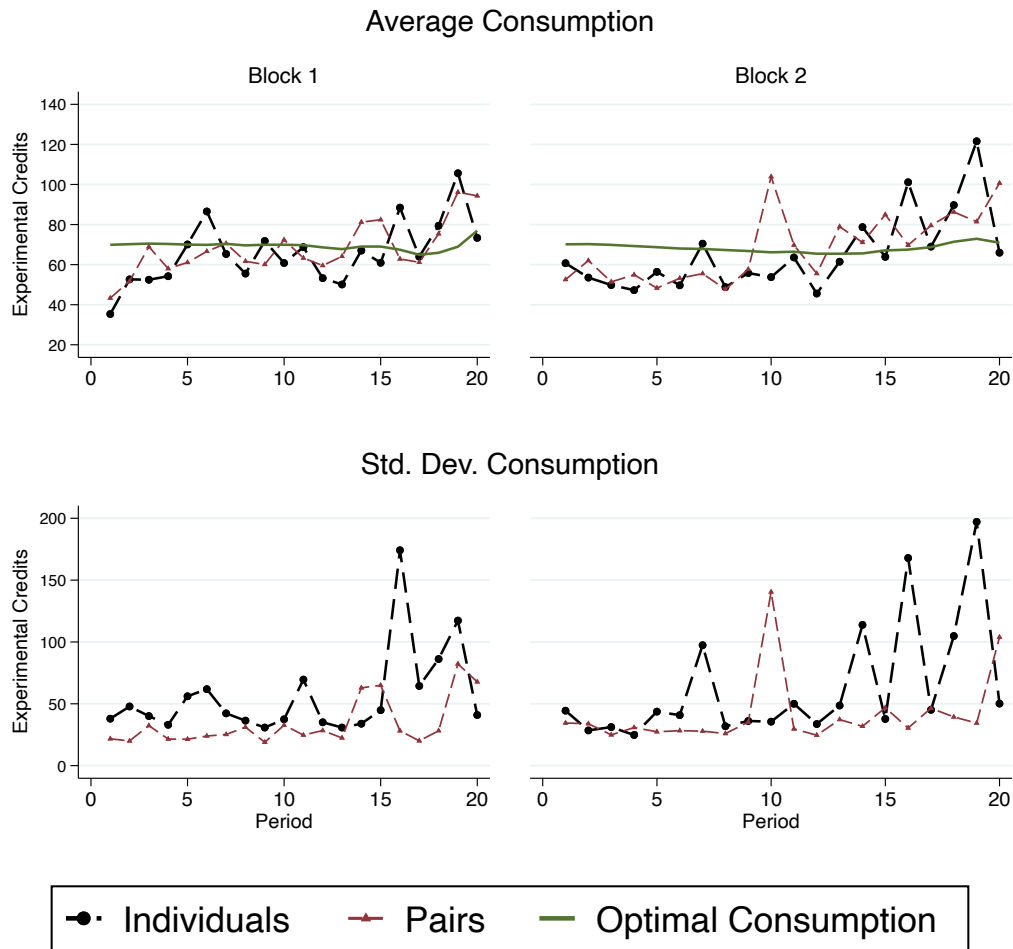 Average Consumption
Block 1
Block 2
Experimental Credits
140
120
100
80
60
40
20
0 5 10 15 20
0 5 10 15 20
Std. Dev. Consumption
Experimental Credits
200
150
100
50
0
0 5 10 15 20
0 5 10 15 20
Period
Period
Individuals Pairs Optimal Consumption